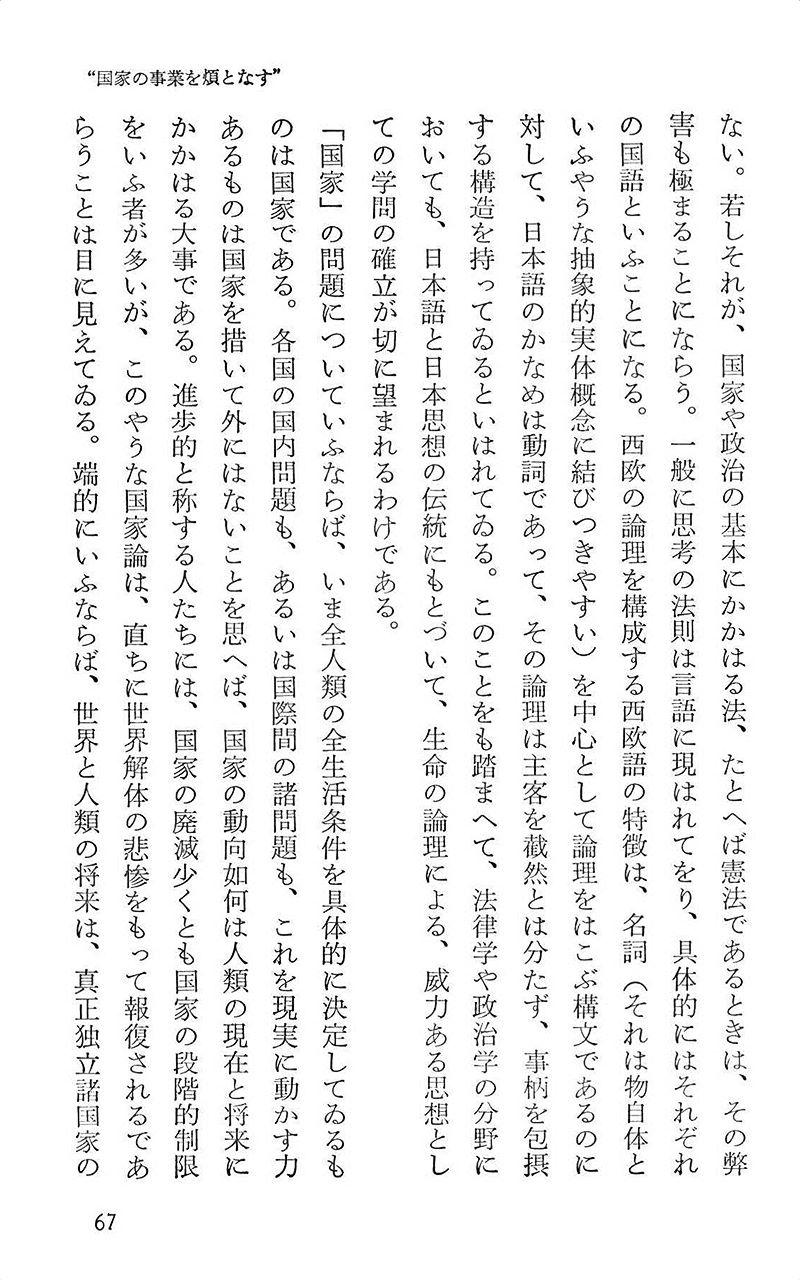 “国家の事業を煩となす”
ない。若しそれが、国家や政治の基本にかかはる法、たとへば憲法であるときは、その弊
害も極まることにならう。一般に思考の法則は言語に現はれてをり、具体的にはそれぞれ
の国語といふことになる。西欧の論理を構成する西欧語の特徴は、名詞（それは物自体と
いふやうな抽象的実体概念に結びつきやすい）を中心として論理をはこぶ構文であるのに
対して、日本語のかなめは動詞であって、その論理は主客を截然とは分たず、事柄を包摂
する構造を持ってゐるといはれてゐる。このことをも踏まへて、法律学や政治学の分野に
おいても、日本語と日本思想の伝統にもとづいて、生命の論理による、威力ある思想とし
ての学問の確立が切に望まれるわけである。
「国家」の問題についていふならば、いま全人類の全生活条件を具体的に決定してゐるも
のは国家である。各国の国内問題も、あるいは国際間の諸問題も、これを現実に動かす力
あるものは国家を措いて外にはないことを思へば、国家の動向如何は人類の現在と将来に
かかはる大事である。進歩的と称する人たちには、国家の廃滅少くとも国家の段階的制限
をいふ者が多いが、このやうな国家論は、直ちに世界解体の悲惨をもって報復されるであ
らうことは目に見えてゐる。端的にいふならば、世界と人類の将来は、真正独立諸国家の
67